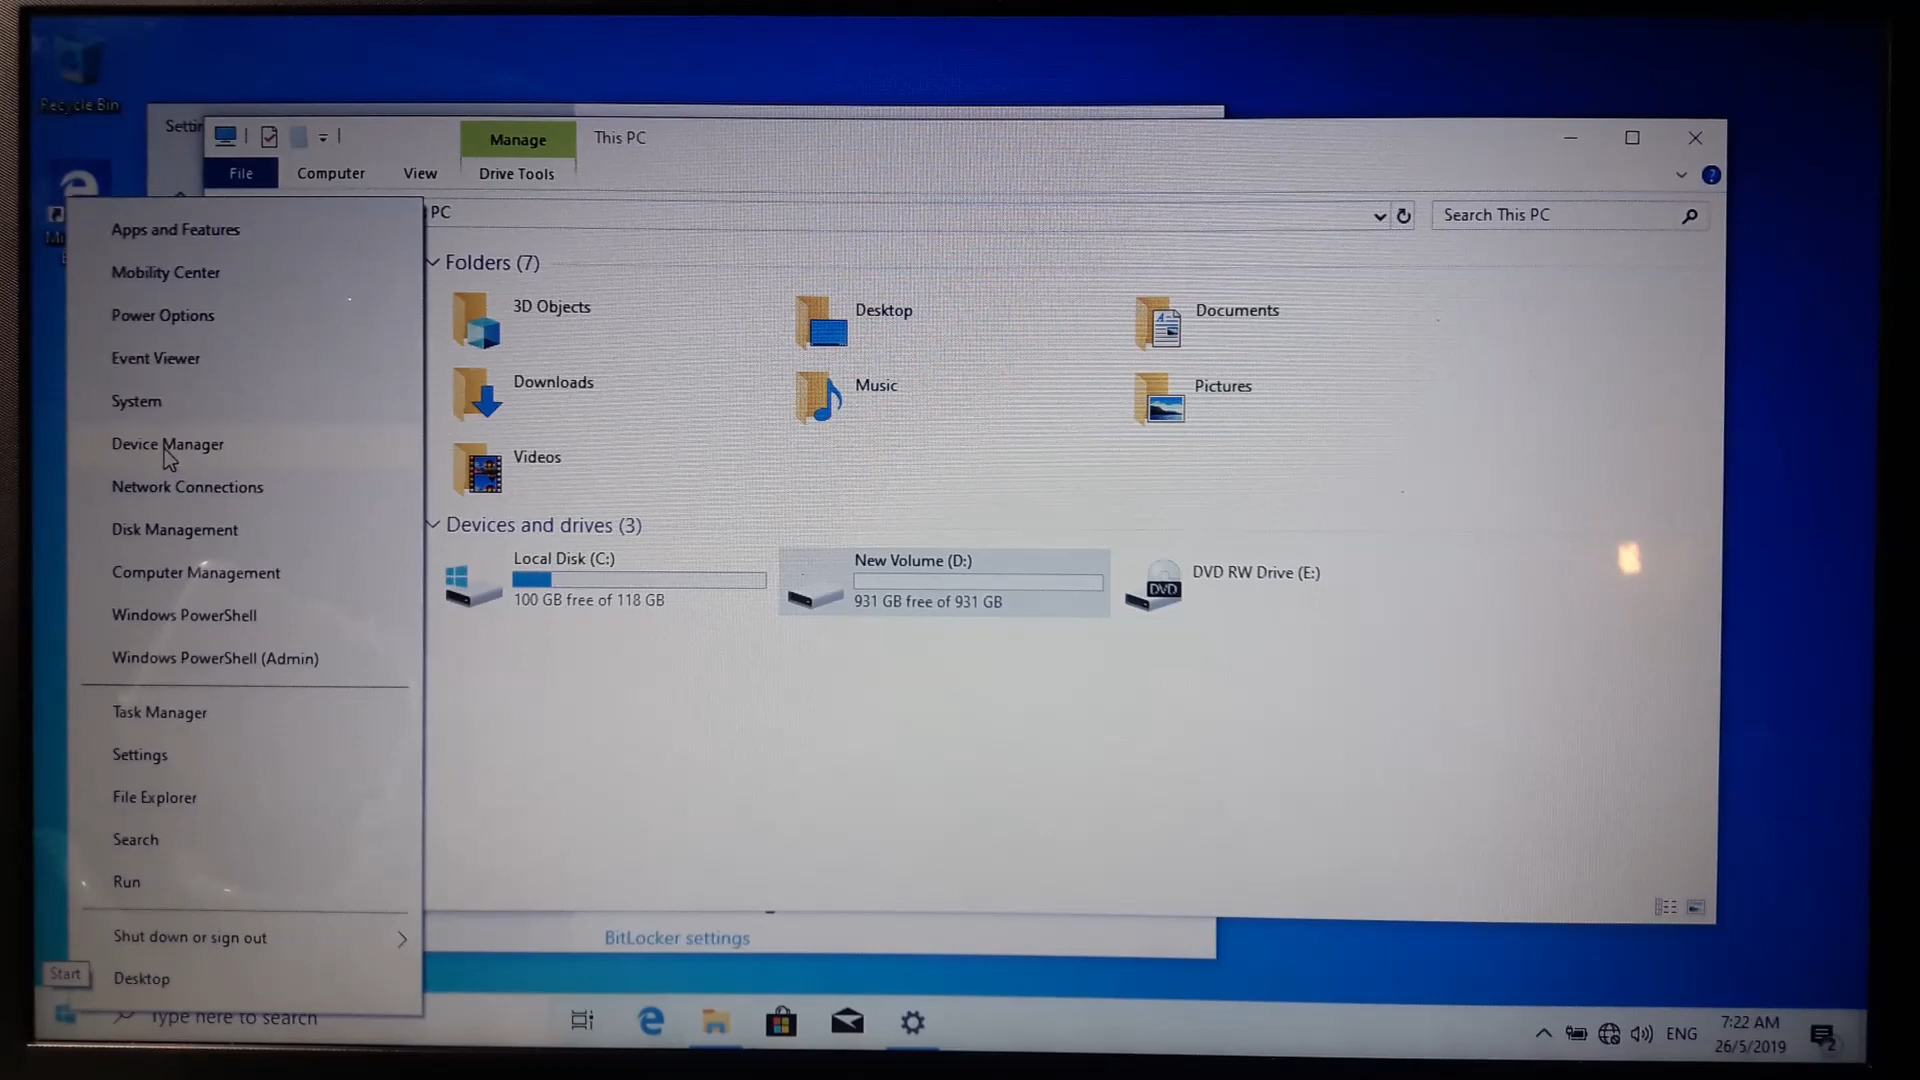 Recycle Bin
Manage
This PC
File
Computer
View
Drive Tools
PC
Search This PC
Apps and Features
Mobility Center
Power Options
Event Viewer
System
Device Manager
Network Connections
Disk Management
Computer Management
Windows PowerShell
Windows PowerShell (Admin)
Task Manager
Settings
File Explorer
Search
Run
Shut down or sign out
Desktop
Start
Folders (7)
3D Objects
Desktop
Documents
Downloads
Music
Pictures
Videos
Devices and drives (3)
Local Disk (C:)
100 GB free of 118 GB
New Volume (D:)
931 GB free of 931 GB
DVD RW Drive (E:)
DVD
BitLocker settings
Type here to search
ENG
7:22 AM
26/5/2019
2